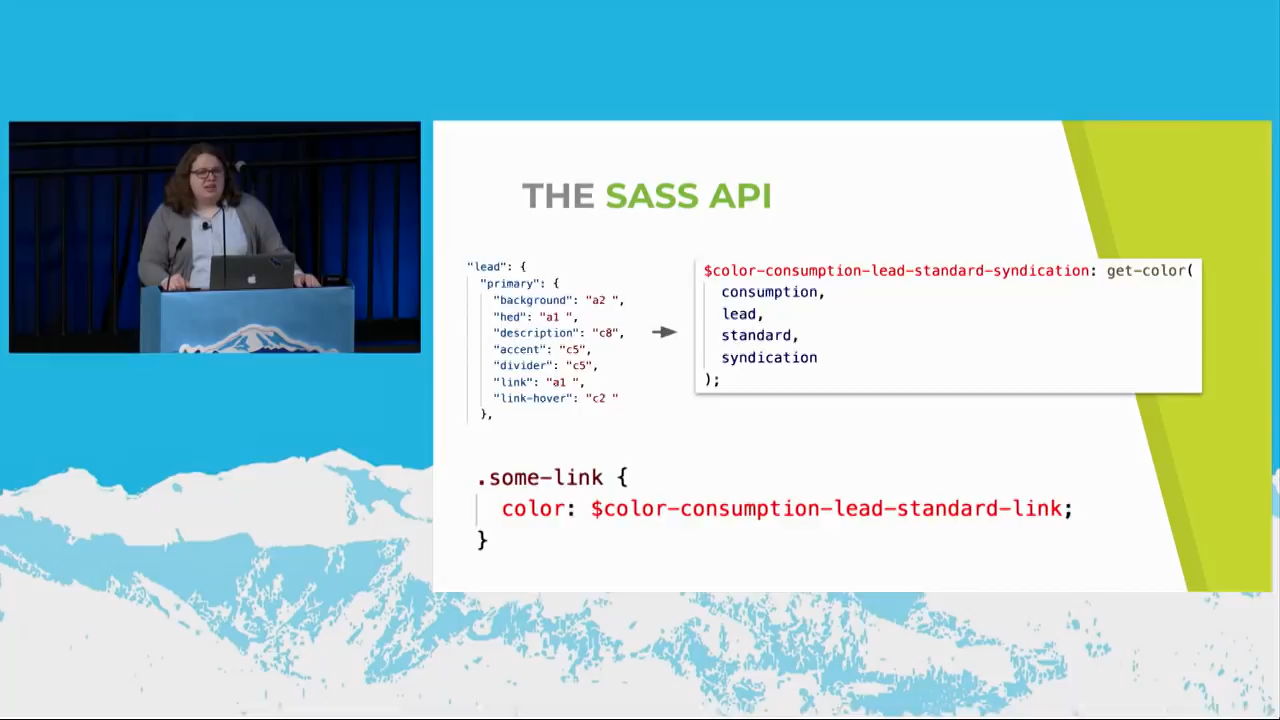 THE SASS API
"lead": {
"primary": {
"background": "a2 ",
"hed": "a1 ",
"description": "c8",
"accent": "c5",
"divider": "c5",
"link": "a1 ",
"link-hover": "c2 "
},
$color-consumption-lead-standard-syndication: get-color(
consumption,
lead,
standard,
syndication
);
.some-link {
color: $color-consumption-lead-standard-link;
}